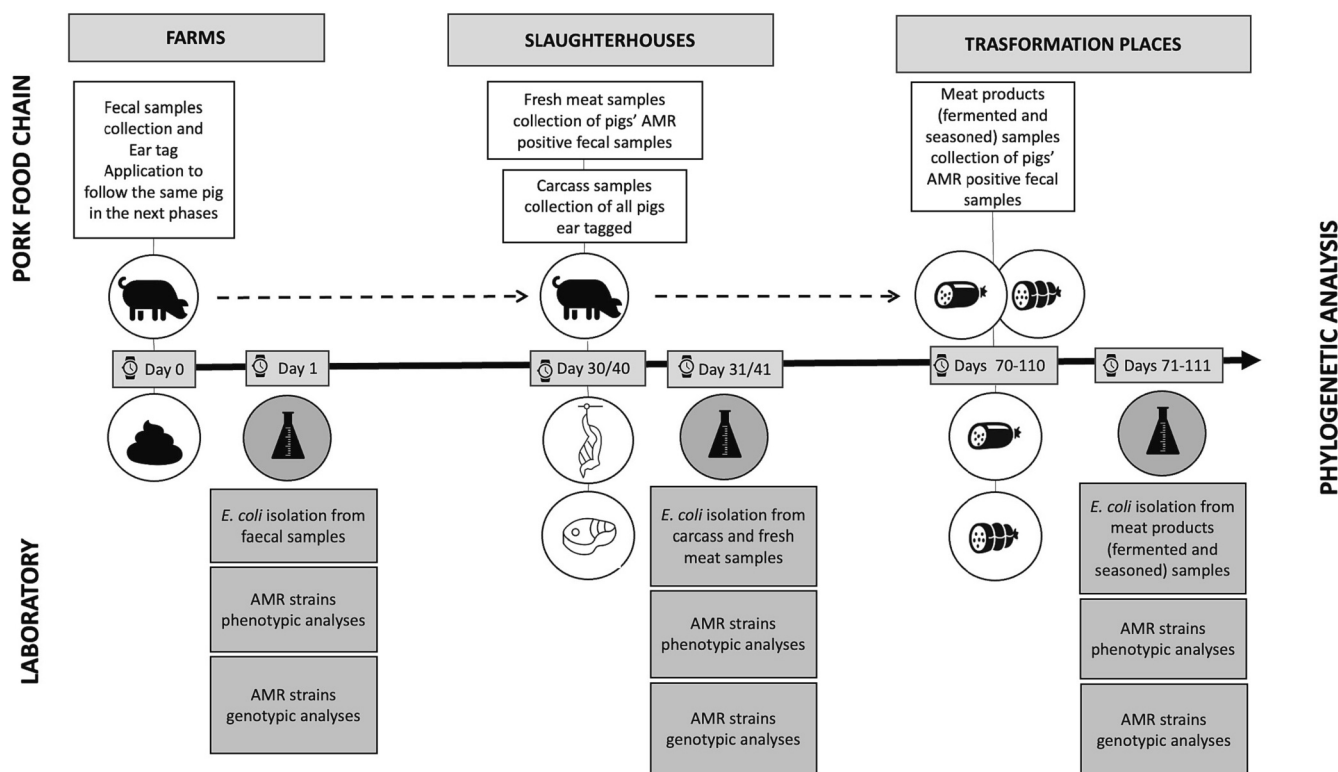 FARMS
SLAUGHTERHOUSES
TRASFORMATION PLACES
PORK FOOD CHAIN
Fecal samples
collection and
Ear tag
Application to
follow the same pig
in the next phases
Fresh meat samples
collection of pigs' AMR
positive fecal samples
Carcass samples
collection of all pigs
ear tagged
Meat products
(fermented and
seasoned) samples
collection of pigs'
AMR positive fecal
samples
Day 0
Day 1
Day 30/40
Day 31/41
Days 70-110
Days 71-111
PHYLOGENETIC ANALYSIS
LABORATORY
E. coli isolation from
faecal samples
AMR strains
phenotypic analyses
AMR strains
genotypic analyses
E. coli isolation from
carcass and fresh
meat samples
AMR strains
phenotypic analyses
AMR strains
genotypic analyses
E. coli isolation from
meat products
(fermented and
seasoned) samples
AMR strains
phenotypic analyses
AMR strains
genotypic analyses